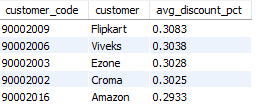 customer_code customer avg_discount_pct
90002009 Flipkart 0.3083
90002006 Viveks 0.3038
90002003 Ezone 0.3028
90002002 Croma 0.3025
90002016 Amazon 0.2933